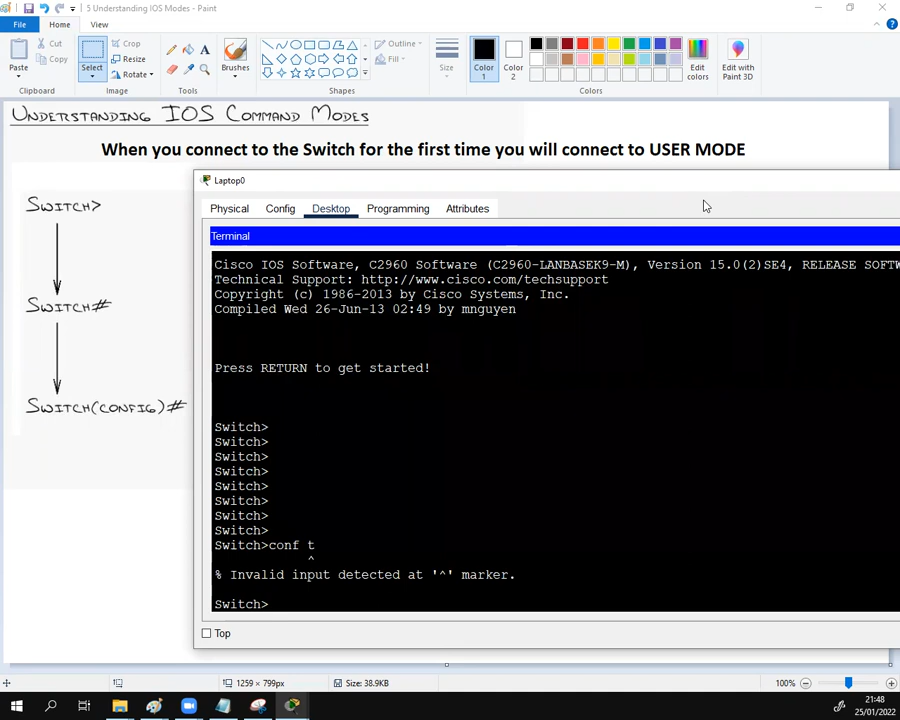 5 Understanding IOS Modes - Paint
File Home View
Paste
Cut
Copy
Clipboard
Select
Crop
Resize
Rotate
Image
Tools
Brushes
Shapes
Outline
Fill
Size
Color 1
Color 2
Colors
Edit colors
Edit with Paint 3D
UNDERSTANDING IOS COMMAND MODES
When you connect to the Switch for the first time you will connect to USER MODE
SWITCH>
SWITCH#
SWITCH(CONFIG)#
Laptop0
Physical Config Desktop Programming Attributes
Terminal
Cisco IOS Software, C2960 Software (C2960-LANBASEK9-M), Version 15.0(2)SE4, RELEASE SOFTW
Technical Support: http://www.cisco.com/techsupport
Copyright (c) 1986-2013 by Cisco Systems, Inc.
Compiled Wed 26-Jun-13 02:49 by mnguyen
Press RETURN to get started!
Switch>
Switch>
Switch>
Switch>
Switch>
Switch>
Switch>
Switch>
Switch>conf t
^
% Invalid input detected at '^' marker.
Switch>
Top
1259 × 799px
Size: 38.9KB
100%
21:48
25/01/2022